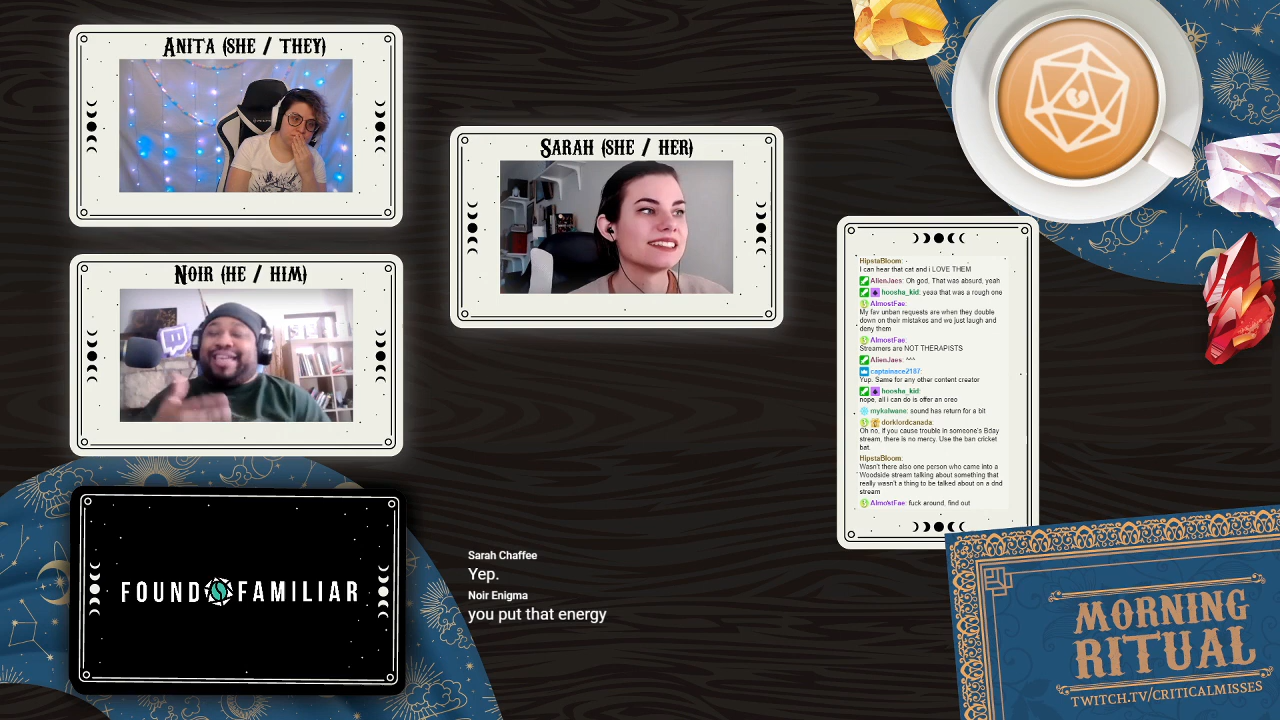 ANITA (SHE / THEY)
SARAH (SHE / HER)
NOIR (HE / HIM)
HipstaBloom:
I can hear that cat and i LOVE THEM
AlienJaes: Oh god, That was absurd, yeah
hoosha_kid: yeaa that was a rough one
AlmostFae:
My fav unban requests are when they double
down on their mistakes and we just laugh and
deny them
AlmostFae:
Streamers are NOT THERAPISTS
AlienJaes: ^^^
captainace2187:
Yup. Same for any other content creator
hoosha_kid:
nope, all i can do is offer an oreo
mykalwane: sound has return for a bit
dorklordcanada:
Oh no, if you cause trouble in someone's Bday
stream, there is no mercy. Use the ban cricket
bat.
HipstaBloom:
Wasn't there also one person who came into a
Woodside stream talking about something that
really wasn't a thing to be talked about on a dnd
stream
AlmostFae: fuck around, find out
FOUND FAMILIAR
Sarah Chaffee
Yep.
Noir Enigma
you put that energy
MORNING
RITUAL
TWITCH.TV/CRITICALMISSES